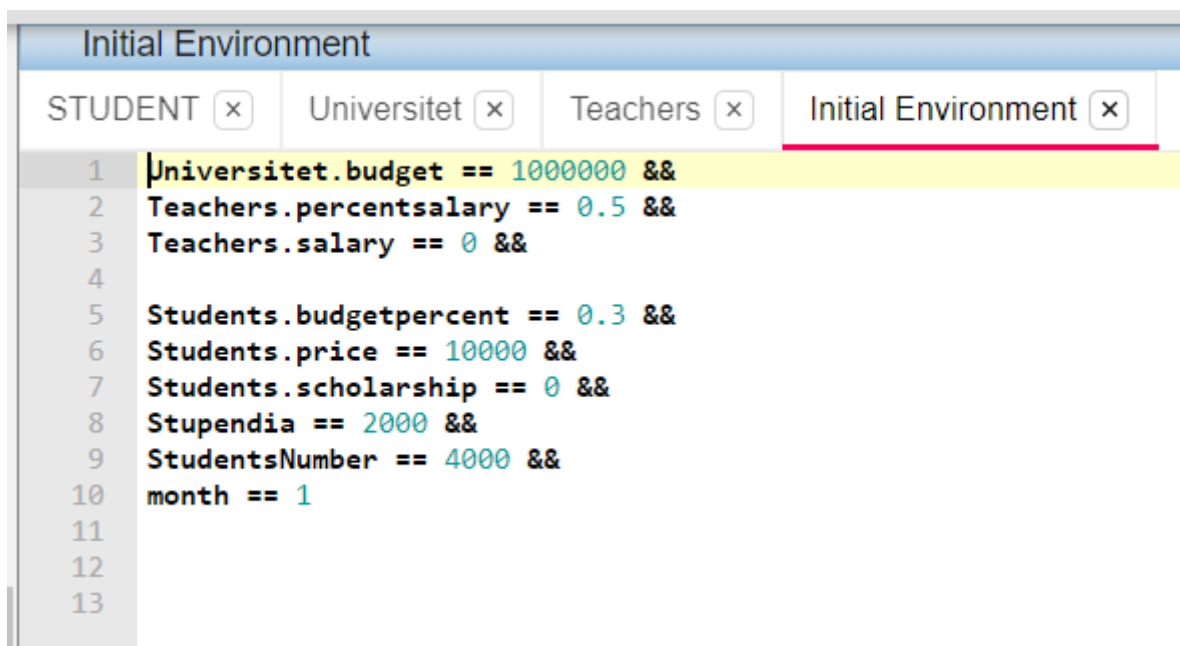 Initial Environment
STUDENT × Universitet × Teachers × Initial Environment ×
1 Universitet.budget == 1000000 &&
2 Teachers.percentsalary == 0.5 &&
3 Teachers.salary == 0 &&
4
5 Students.budgetpercent == 0.3 &&
6 Students.price == 10000 &&
7 Students.scholarship == 0 &&
8 Stupendia == 2000 &&
9 StudentsNumber == 4000 &&
10 month == 1
11
12
13